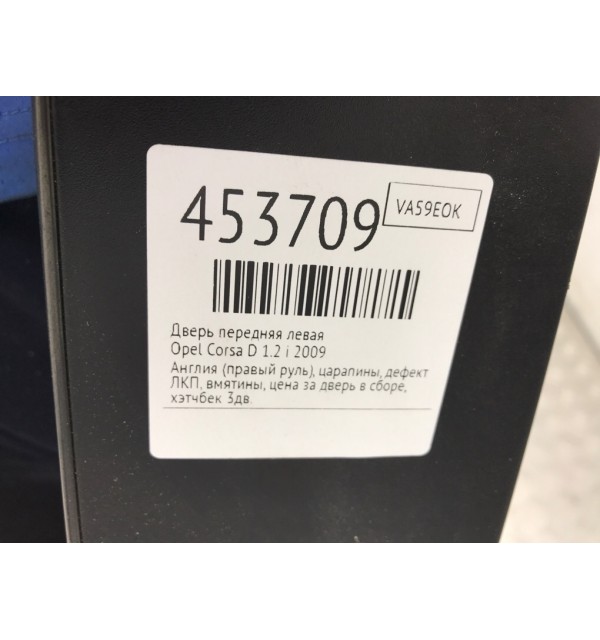 453709
VA59EOK
Дверь передняя левая
Opel Corsa D 1.2 i 2009
Англия (правый руль), царапины, дефект
ЛКП, вмятины, цена за дверь в сборе,
хэтчбек 3дв.